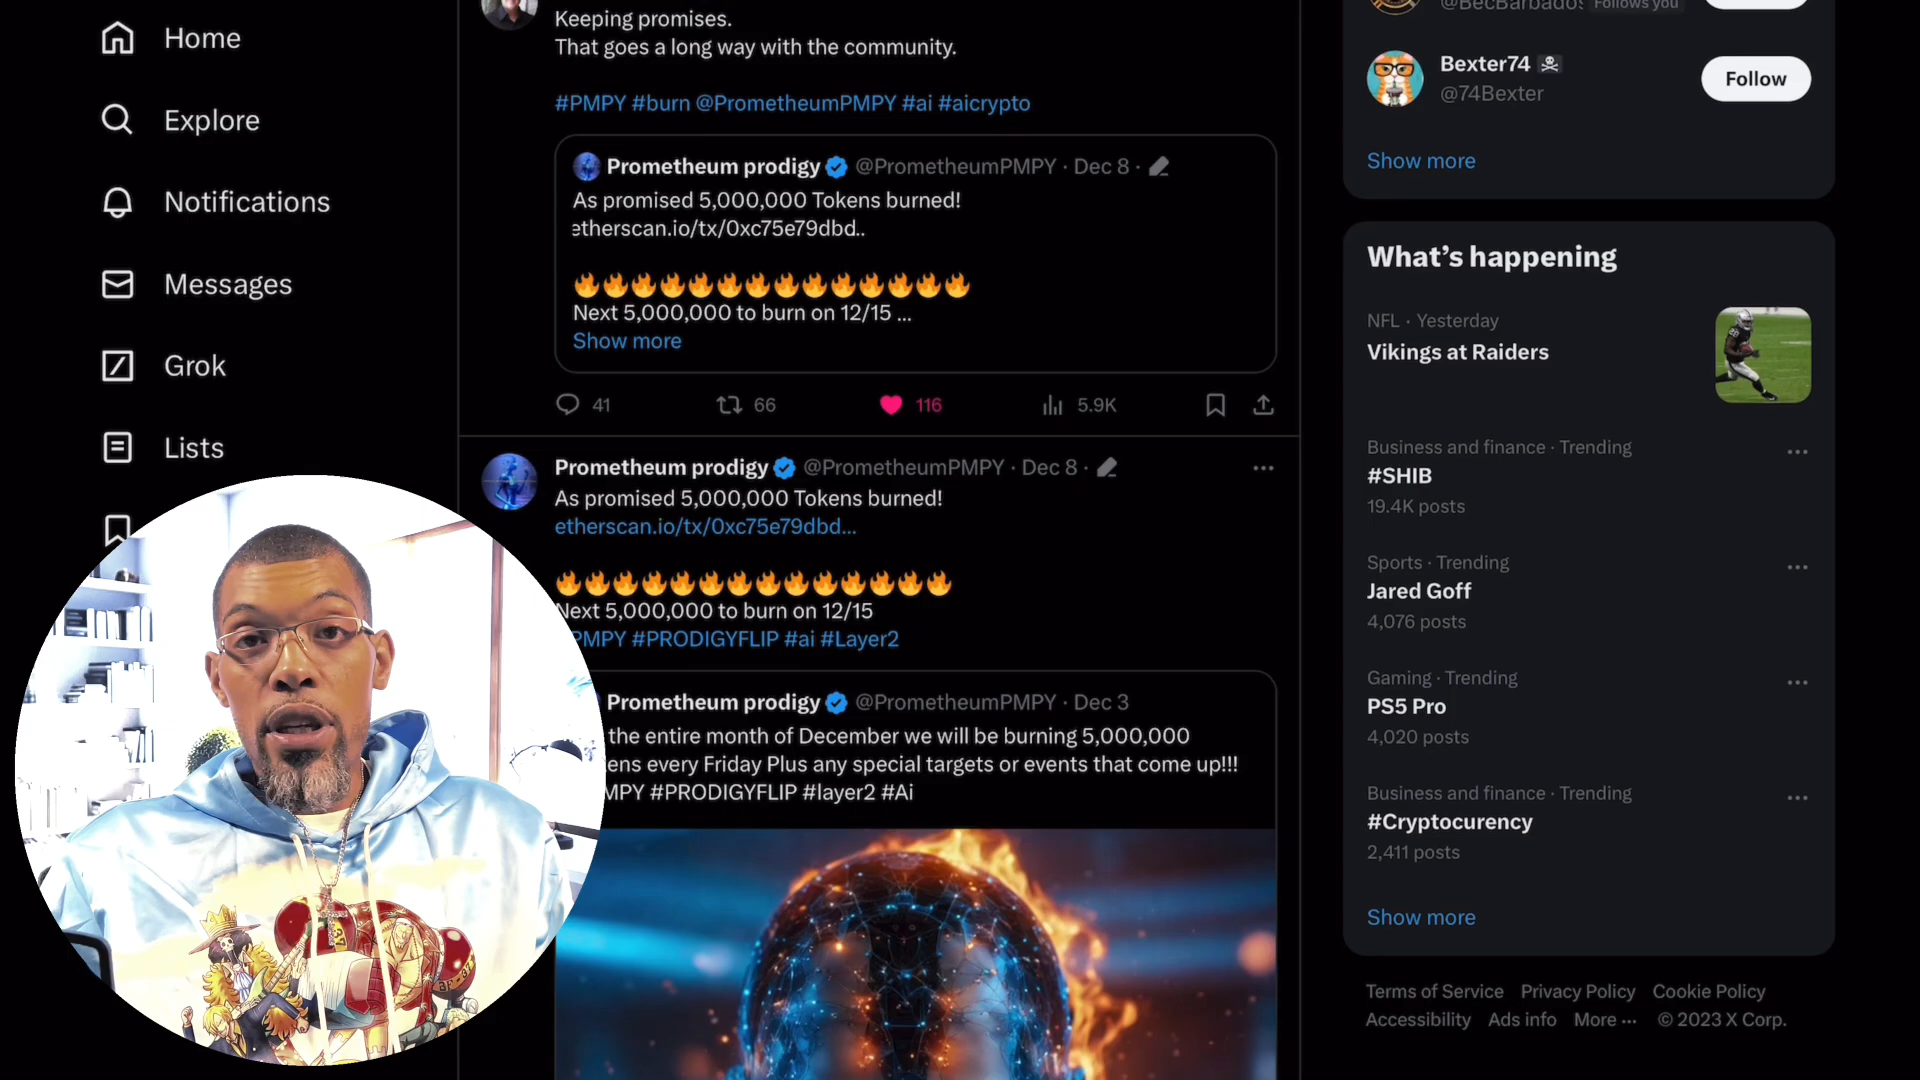 Home
Explore
Notifications
Messages
Grok
Lists
Keeping promises.
That goes a long way with the community.
#PMPY #burn @PrometheumPMPY #ai #aicrypto
Prometheum prodigy @PrometheumPMPY · Dec 8 ·
As promised 5,000,000 Tokens burned!
etherscan.io/tx/0xc75e79dbd..
🔥🔥🔥🔥🔥🔥🔥🔥🔥🔥🔥🔥🔥🔥
Next 5,000,000 to burn on 12/15 ...
Show more
41 66 116 5.9K
Prometheum prodigy @PrometheumPMPY · Dec 8 ·
As promised 5,000,000 Tokens burned!
etherscan.io/tx/0xc75e79dbd...
🔥🔥🔥🔥🔥🔥🔥🔥🔥🔥🔥🔥🔥🔥
Next 5,000,000 to burn on 12/15
PMPY #PRODIGYFLIP #ai #Layer2
Prometheum prodigy @PrometheumPMPY · Dec 3
the entire month of December we will be burning 5,000,000
ens every Friday Plus any special targets or events that come up!!!
MPY #PRODIGYFLIP #layer2 #Ai
@BecBarbados Follows you
Bexter74
@74Bexter
Follow
Show more
What's happening
NFL · Yesterday
Vikings at Raiders
Business and finance · Trending
#SHIB
19.4K posts
Sports · Trending
Jared Goff
4,076 posts
Gaming · Trending
PS5 Pro
4,020 posts
Business and finance · Trending
#Cryptocurency
2,411 posts
Show more
Terms of Service Privacy Policy Cookie Policy
Accessibility Ads info More ··· © 2023 X Corp.